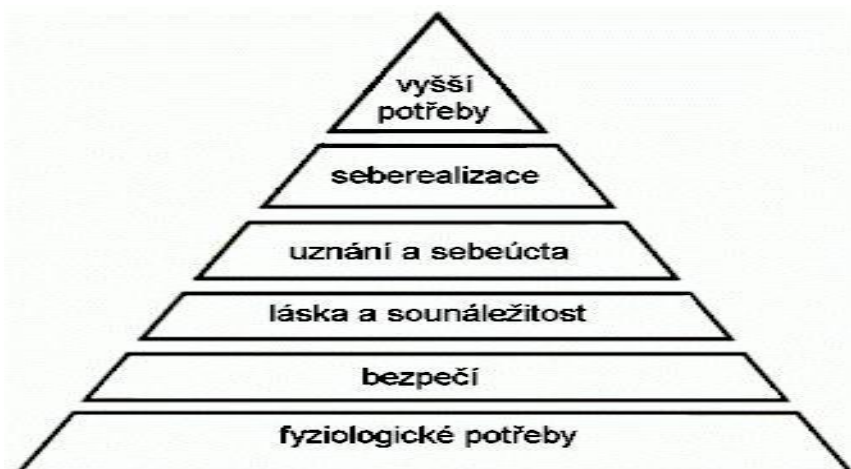 vyšší
potřeby
seberealizace
uznání a sebeúcta
láska a sounáležitost
bezpečí
fyziologické potřeby